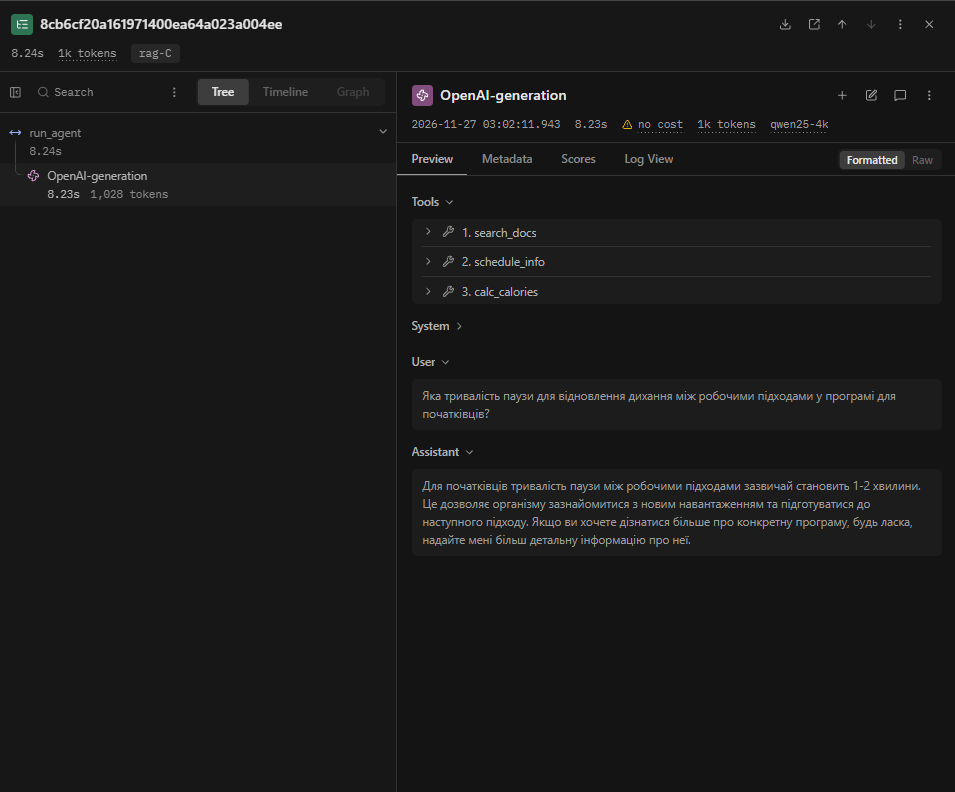 8cb6cf20a161971400ea64a023a004ee
8.24s 1k tokens rag-C
Search Tree Timeline Graph
run_agent
8.24s
OpenAI-generation
8.23s 1,028 tokens
OpenAI-generation
2026-11-27 03:02:11.943 8.23s no cost 1k tokens qwen25-4k
Preview Metadata Scores Log View Formatted Raw
Tools
1. search_docs
2. schedule_info
3. calc_calories
System
User
Яка тривалість паузи для відновлення дихання між робочими підходами у програмі для
початківців?
Assistant
Для початківців тривалість паузи між робочими підходами зазвичай становить 1-2 хвилини.
Це дозволяє організму зазнайомитися з новим навантаженням та підготуватися до
наступного підходу. Якщо ви хочете дізнатися більше про конкретну програму, будь ласка,
надайте мені більш детальну інформацію про неї.